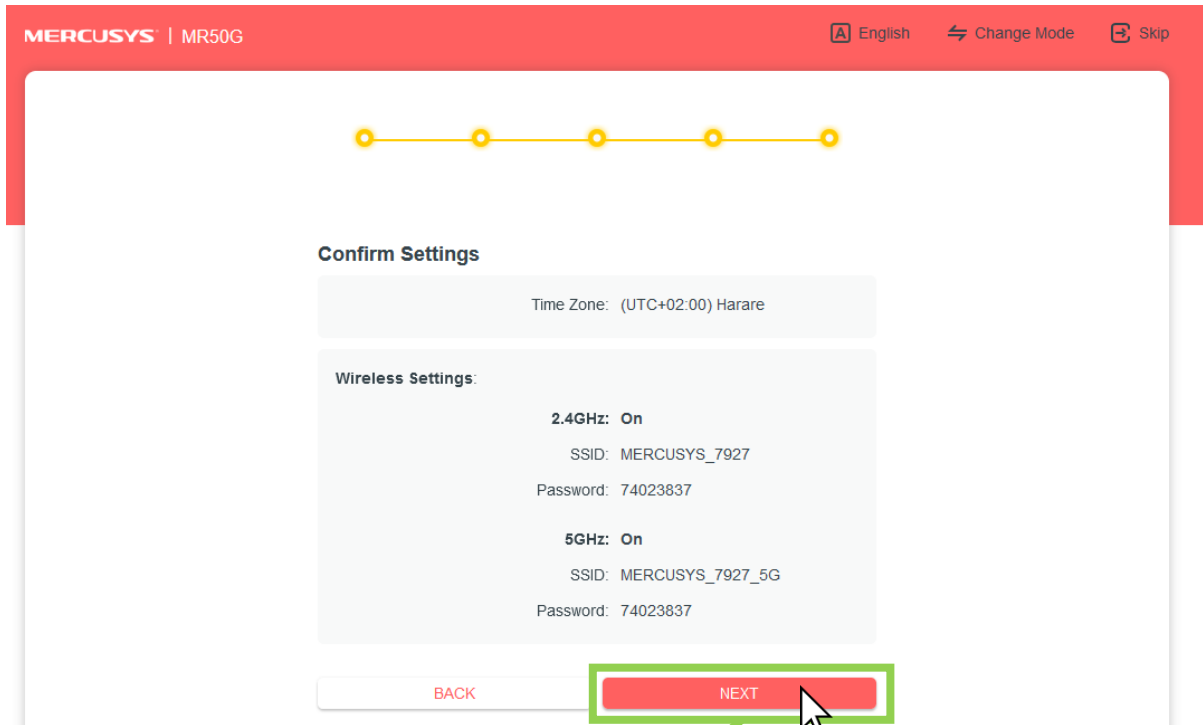 MERCUSYS | MR50G
A English
Change Mode
Skip
Confirm Settings
Time Zone: (UTC+02:00) Harare
Wireless Settings:
2.4GHz: On
SSID: MERCUSYS_7927
Password: 74023837
5GHz: On
SSID: MERCUSYS_7927_5G
Password: 74023837
BACK
NEXT